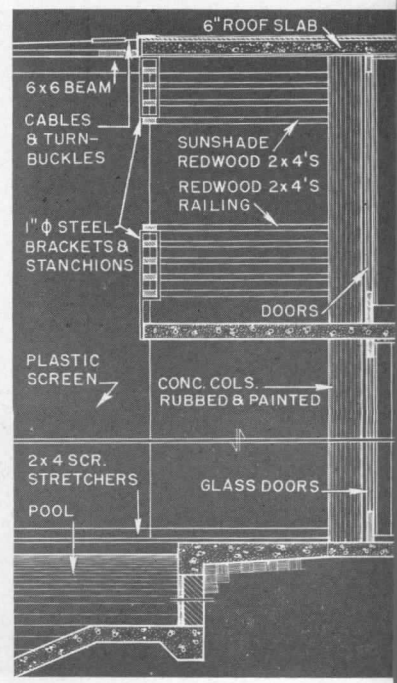 6" ROOF SLAB
6 x 6 BEAM
CABLES
& TURN-
BUCKLES
SUNSHADE
REDWOOD 2 x 4'S
REDWOOD 2 x 4'S
RAILING
1" ф STEEL
BRACKETS &
STANCHIONS
DOORS
PLASTIC
SCREEN
CONC. COLS.
RUBBED & PAINTED
2 x 4 SCR.
STRETCHERS
GLASS DOORS
POOL